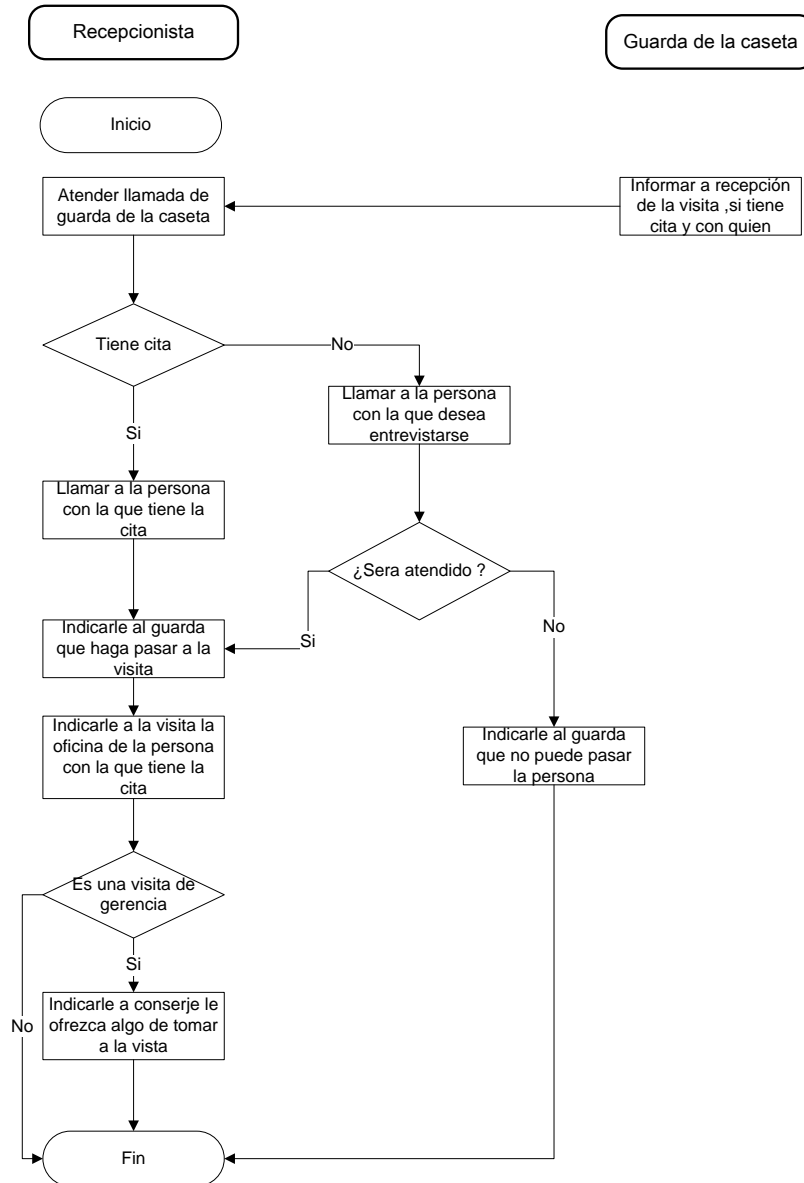 Recepcionista
Guarda de la caseta
Inicio
Atender llamada de
guarda de la caseta
Informar a recepción
de la visita ,si tiene
cita y con quien
Tiene cita
No
Llamar a la persona
con la que desea
entrevistarse
Si
Llamar a la persona
con la que tiene la
cita
¿Sera atendido ?
Si
No
Indicarle al guarda
que haga pasar a la
visita
Indicarle a la visita la
oficina de la persona
con la que tiene la
cita
Indicarle al guarda
que no puede pasar
la persona
Es una visita de
gerencia
Si
No
Indicarle a conserje le
ofrezca algo de tomar
a la vista
Fin